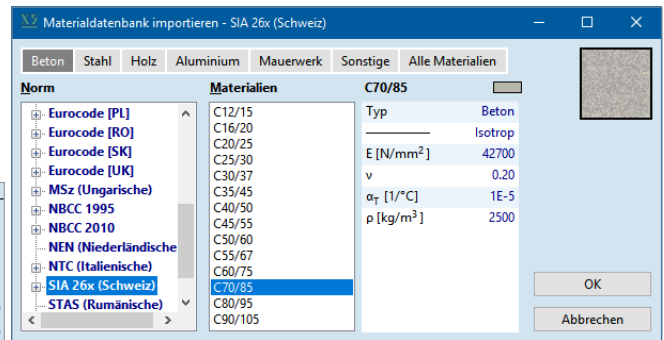 Materialdatenbank importieren - SIA 26x (Schweiz)
Beton Stahl Holz Aluminium Mauerwerk Sonstige Alle Materialien
Norm
Eurocode [PL]
Eurocode [RO]
Eurocode [SK]
Eurocode [UK]
MSz (Ungarische)
NBCC 1995
NBCC 2010
NEN (Niederländische
NTC (Italienische)
SIA 26x (Schweiz)
STAS (Rumänische)
Materialien
C12/15
C16/20
C20/25
C25/30
C30/37
C35/45
C40/50
C45/55
C50/60
C55/67
C60/75
C70/85
C80/95
C90/105
C70/85
Typ Beton
Isotrop
E [N/mm²] 42700
ν 0.20
αT [1/°C] 1E-5
ρ [kg/m³] 2500
OK
Abbrechen